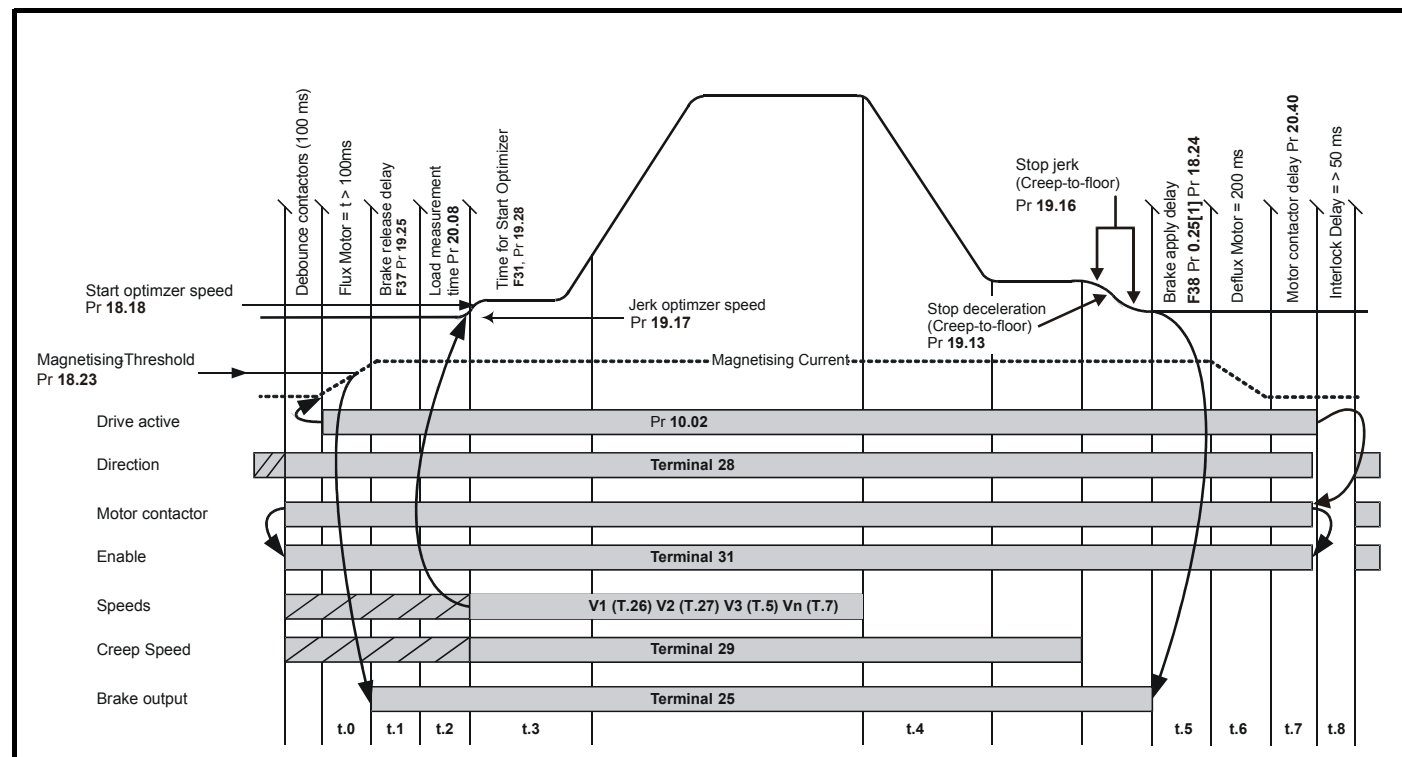 Debounce contactors (100 ms)
Flux Motor = t > 100ms
Brake release delay
F37 Pr 19.25
Load measurement
time Pr 20.08
Time for Start Optimizer
F31, Pr 19.28
Stop jerk
(Creep-to-floor)
Pr 19.16
Brake apply delay
F38 Pr 0.25[1] Pr 18.24
Deflux Motor = 200 ms
Motor contactor delay Pr 20.40
Interlock Delay = > 50 ms
Start optimzer speed
Pr 18.18
Jerk optimzer speed
Pr 19.17
Stop deceleration
(Creep-to-floor)
Pr 19.13
Magnetising Threshold
Pr 18.23
Magnetising Current
Drive active
Pr 10.02
Direction
Terminal 28
Motor contactor
Enable
Terminal 31
Speeds
V1 (T.26) V2 (T.27) V3 (T.5) Vn (T.7)
Creep Speed
Terminal 29
Brake output
Terminal 25
t.0 t.1 t.2 t.3 t.4 t.5 t.6 t.7 t.8